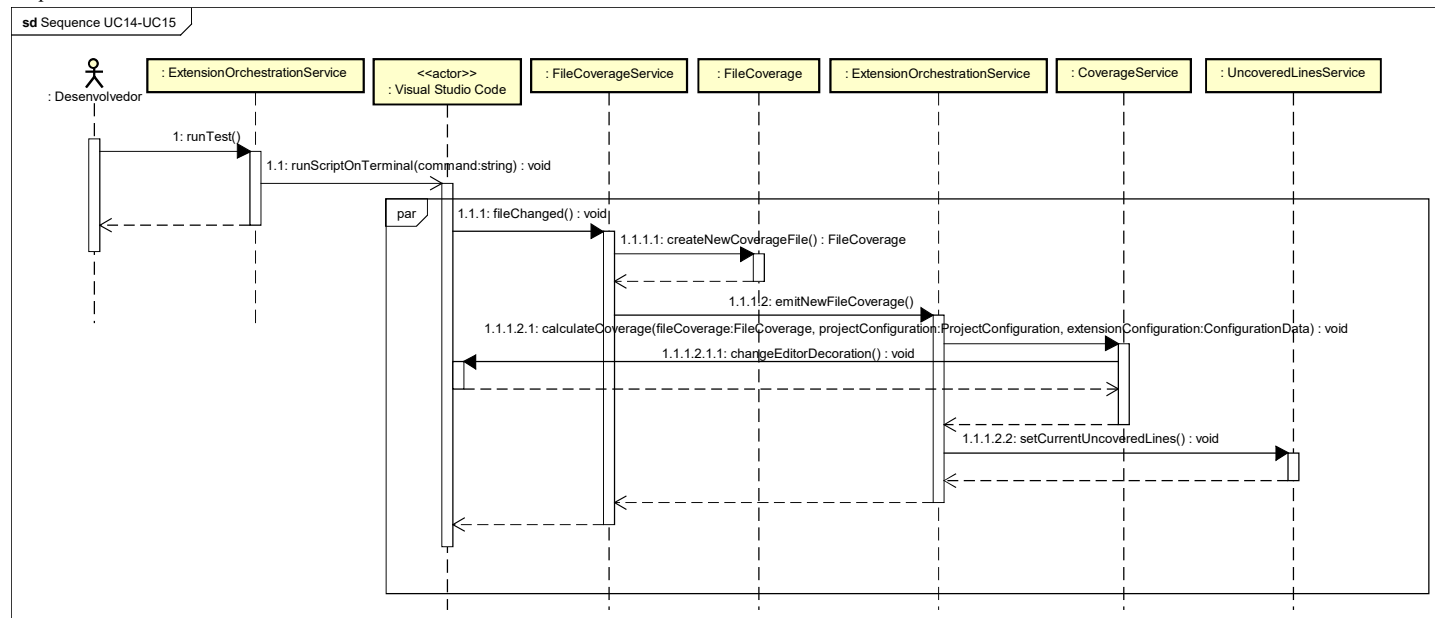 sd Sequence UC14-UC15
: Desenvolvedor
: ExtensionOrchestrationService
<<actor>>
: Visual Studio Code
: FileCoverageService
: FileCoverage
: ExtensionOrchestrationService
: CoverageService
: UncoveredLinesService
1: runTest()
1.1: runScriptOnTerminal(command:string) : void
par
1.1.1: fileChanged() : void
1.1.1.1: createNewCoverageFile() : FileCoverage
1.1.1.2: emitNewFileCoverage()
1.1.1.2.1: calculateCoverage(fileCoverage:FileCoverage, projectConfiguration:ProjectConfiguration, extensionConfiguration:ConfigurationData) : void
1.1.1.2.1.1: changeEditorDecoration() : void
1.1.1.2.2: setCurrentUncoveredLines() : void